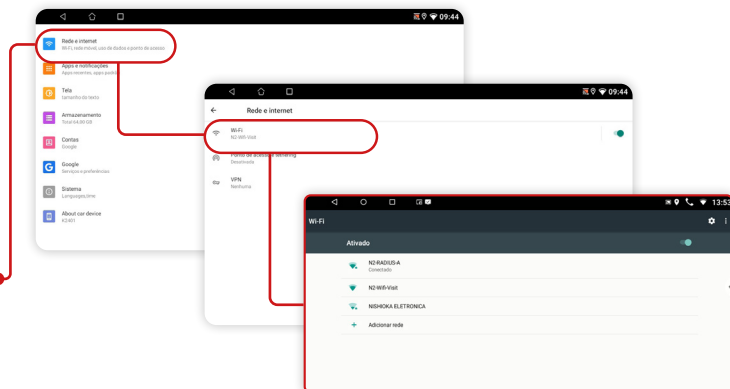 09:44
Rede e internet
Wi-Fi, rede móvel, uso de dados e ponto de acesso
Apps e notificações
Apps recentes, apps padrão
Tela
tamanho do texto
Armazenamento
Total 64.00 GB
Contas
Google
Google
Serviços e preferências
Sistema
Languages,time
About car device
K2401
09:44
Rede e internet
Wi-Fi
N2-Wifi-Visit
Ponto de acesso e tethering
Desativada
VPN
Nenhuma
13:53
Wi-Fi
Ativado
N2-RADIUS-A
Conectado
N2-Wifi-Visit
NISHIOKA ELETRONICA
Adicionar rede